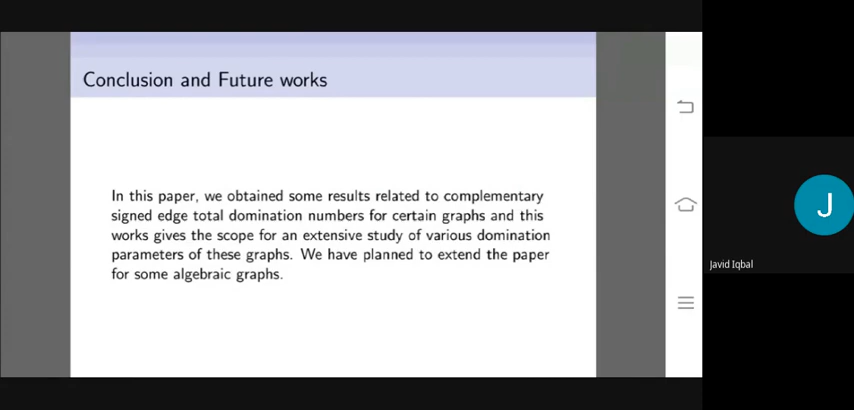 Conclusion and Future works
In this paper, we obtained some results related to complementary
signed edge total domination numbers for certain graphs and this
works gives the scope for an extensive study of various domination
parameters of these graphs. We have planned to extend the paper
for some algebraic graphs.
J
Javid Iqbal